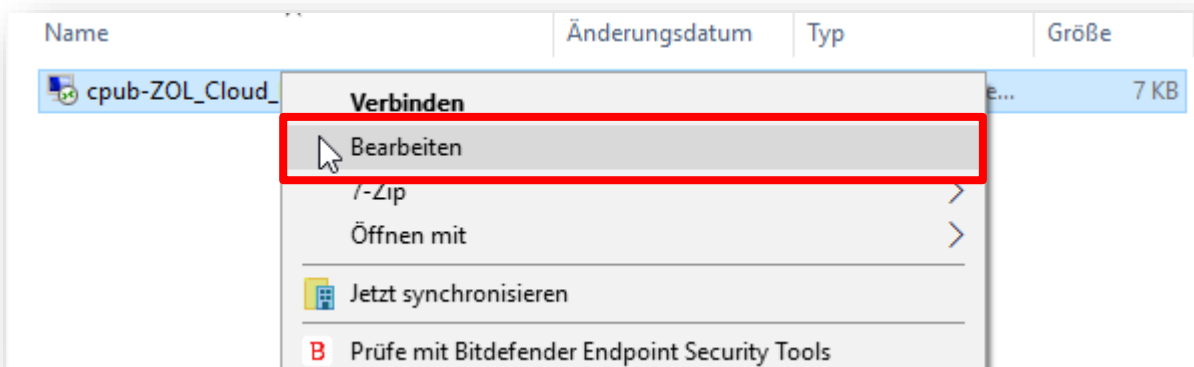 Name Änderungsdatum Typ Größe
cpub-ZOL_Cloud_ e... 7 KB
Verbinden
Bearbeiten
7-Zip
Öffnen mit
Jetzt synchronisieren
B Prüfe mit Bitdefender Endpoint Security Tools